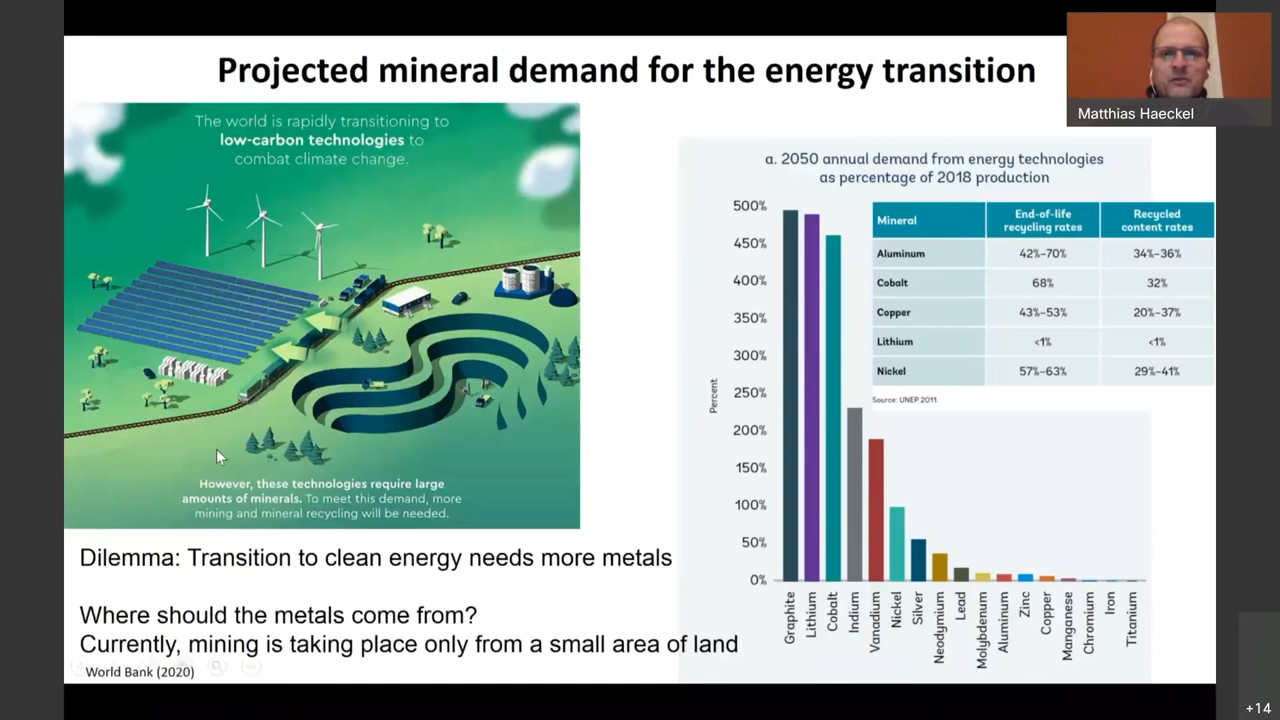 Projected mineral demand for the energy transition
Matthias Haeckel
The world is rapidly transitioning to
low-carbon technologies to
combat climate change.
However, these technologies require large
amounts of minerals. To meet this demand, more
mining and mineral recycling will be needed.
a. 2050 annual demand from energy technologies
as percentage of 2018 production
500%
450%
400%
350%
300%
250%
200%
150%
100%
50%
0%
Percent
Graphite
Lithium
Cobalt
Indium
Vanadium
Nickel
Silver
Neodymium
Lead
Molybdenum
Aluminum
Zinc
Copper
Manganese
Chromium
Iron
Titanium
Mineral End-of-life recycling rates Recycled content rates
Aluminum 42%–70% 34%–36%
Cobalt 68% 32%
Copper 43%–53% 20%–37%
Lithium <1% <1%
Nickel 57%–63% 29%–41%
Source: UNEP 2011.
Dilemma: Transition to clean energy needs more metals
Where should the metals come from?
Currently, mining is taking place only from a small area of land
World Bank (2020)
+14